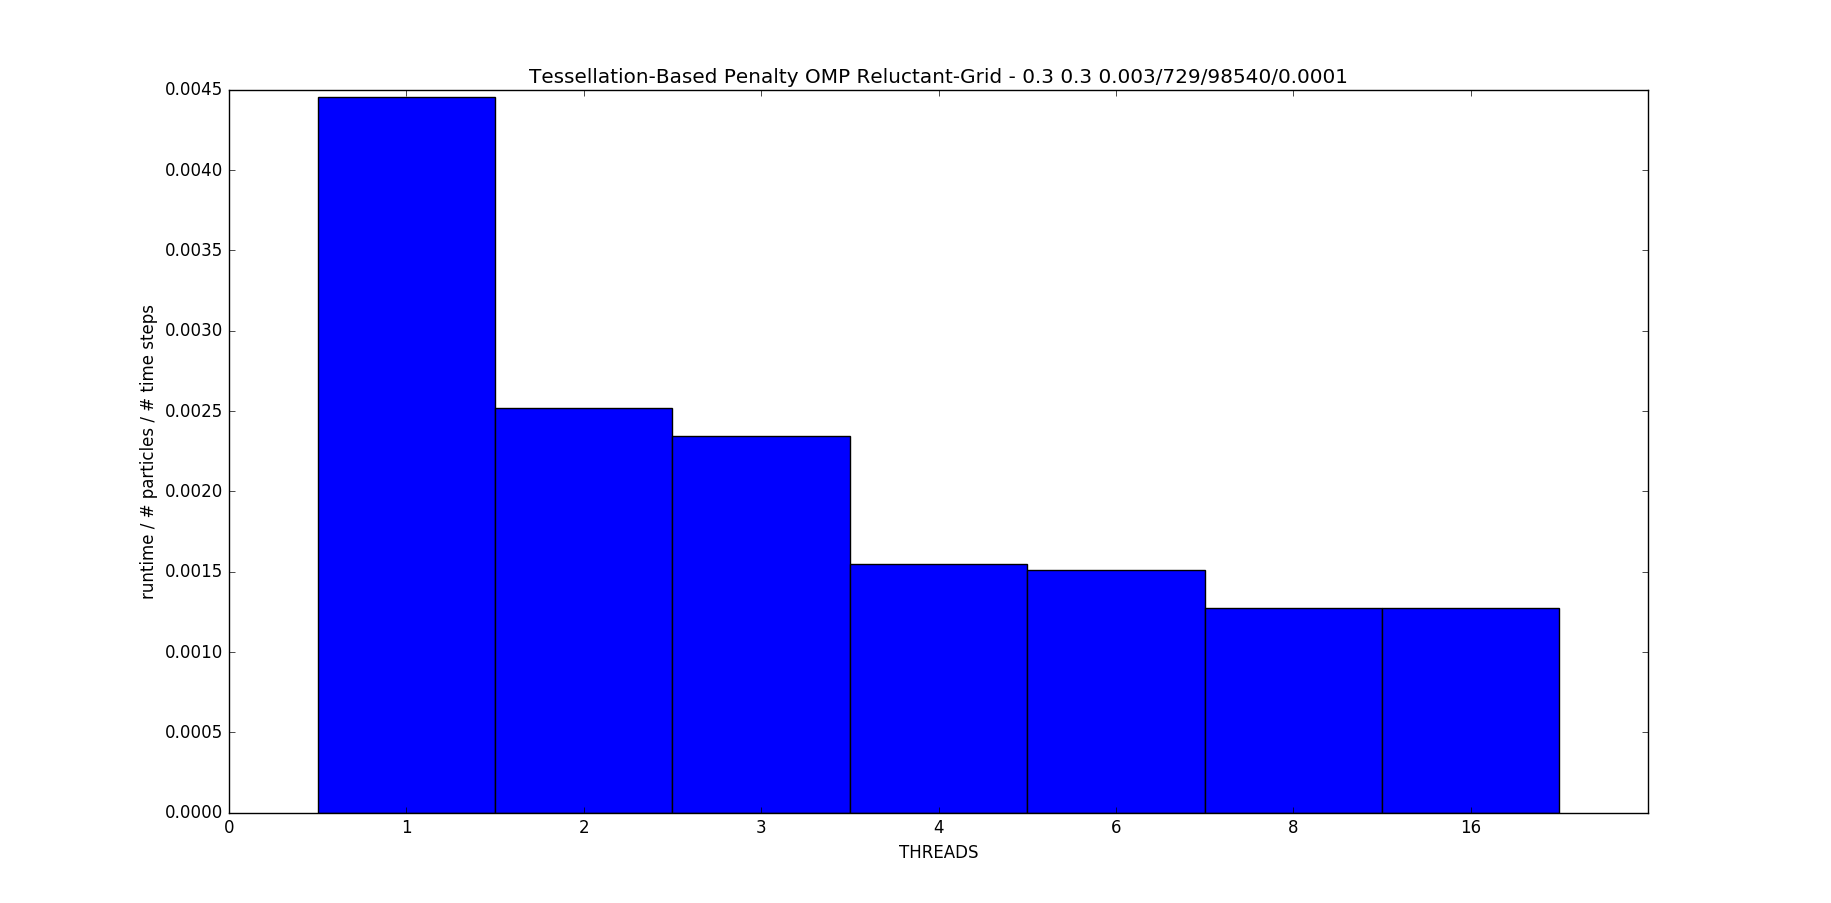 Tessellation-Based Penalty OMP Reluctant-Grid - 0.3 0.3 0.003/729/98540/0.0001
0.0045
0.0040
0.0035
0.0030
0.0025
0.0020
0.0015
0.0010
0.0005
0.0000
runtime / # particles / # time steps
0 1 2 3 4 6 8 16
THREADS